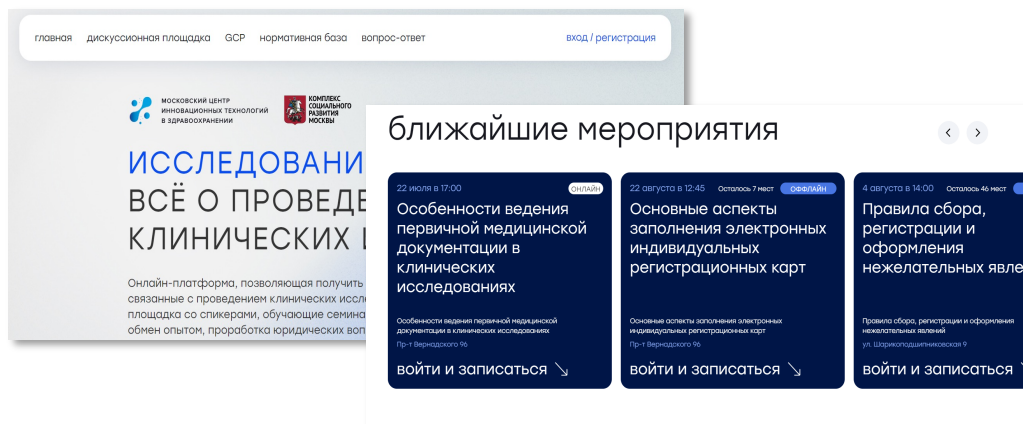 главная дискуссионная площадка GCP нормативная база вопрос-ответ вход / регистрация
МОСКОВСКИЙ ЦЕНТР
ИННОВАЦИОННЫХ ТЕХНОЛОГИЙ
В ЗДРАВООХРАНЕНИИ
КОМПЛЕКС
СОЦИАЛЬНОГО
РАЗВИТИЯ
МОСКВЫ
ИССЛЕДОВАНИ
ВСЁ О ПРОВЕДЕ
КЛИНИЧЕСКИХ
Онлайн-платформа, позволяющая получить
связанные с проведением клинических иссле
площадка со спикерами, обучающие семина
обмен опытом, проработка юридических воп
ближайшие мероприятия
22 июля в 17:00 ОНЛАЙН
Особенности ведения
первичной медицинской
документации в
клинических
исследованиях
Особенности ведения первичной медицинской
документации в клинических исследованиях
Пр-т Вернадского 96
войти и записаться
22 августа в 12:45 Осталось 7 мест ОФФЛАЙН
Основные аспекты
заполнения электронных
индивидуальных
регистрационных карт
Основные аспекты заполнения электронных
индивидуальных регистрационных карт
Пр-т Вернадского 96
войти и записаться
4 августа в 14:00 Осталось 46 мест
Правила сбора,
регистрации и
оформления
нежелательных явле
Правила сбора, регистрации и оформления
нежелательных явлений
ул. Шарикоподшипниковская 9
войти и записаться